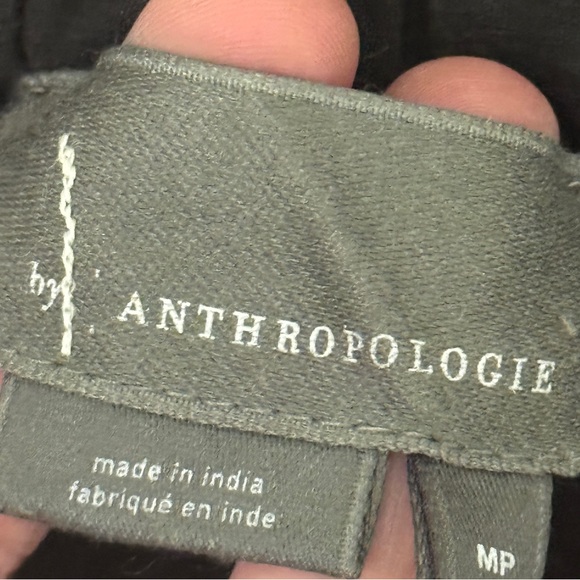 by ANTHROPOLOGIE
made in india
fabriqué en inde
MP